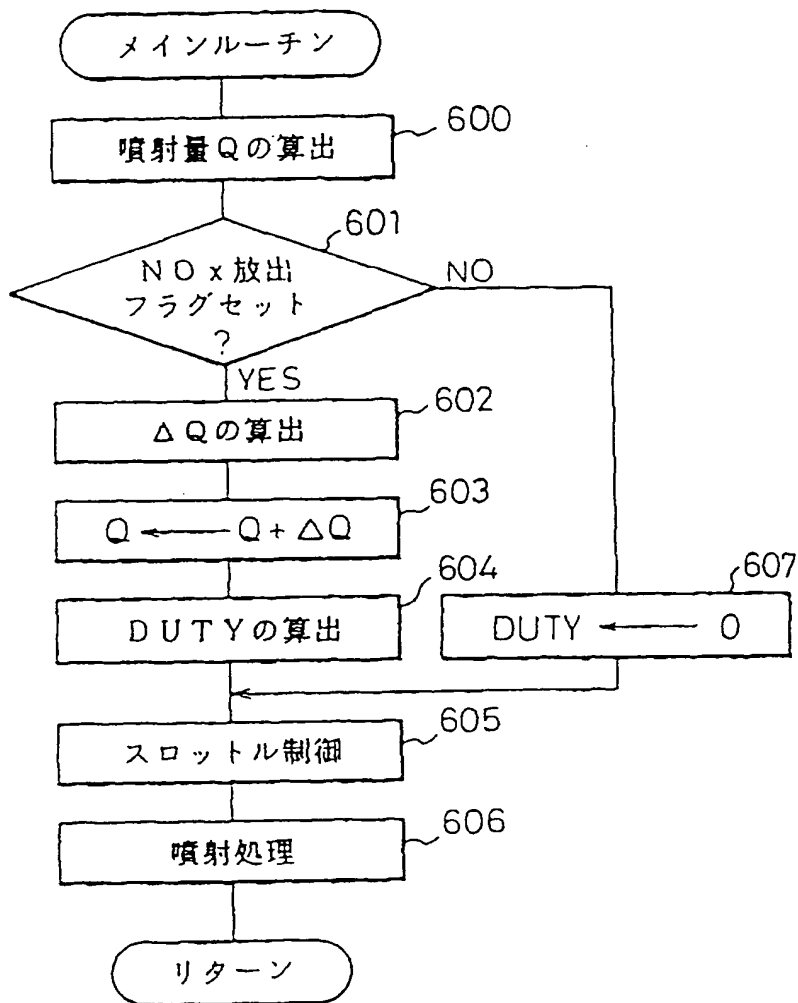 メインルーチン
600
噴射量Qの算出
601
NOx放出
フラグセット
?
NO
YES
602
△Qの算出
603
Q ← Q + △Q
604
DUTYの算出
607
DUTY ← 0
605
スロットル制御
606
噴射処理
リターン